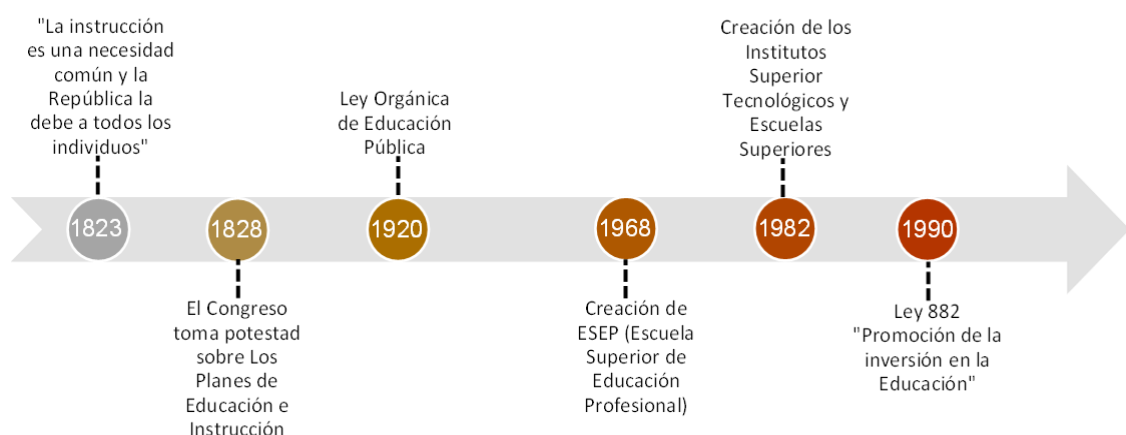 "La instrucción
es una necesidad
común y la
República la
debe a todos los
individuos"
1823
1828
El Congreso
toma potestad
sobre Los
Planes de
Educación e
Instrucción
Ley Orgánica
de Educación
Pública
1920
1968
Creación de
ESEP (Escuela
Superior de
Educación
Profesional)
Creación de los
Institutos
Superior
Tecnológicos y
Escuelas
Superiores
1982
1990
Ley 882
"Promoción de la
inversión en la
Educación"